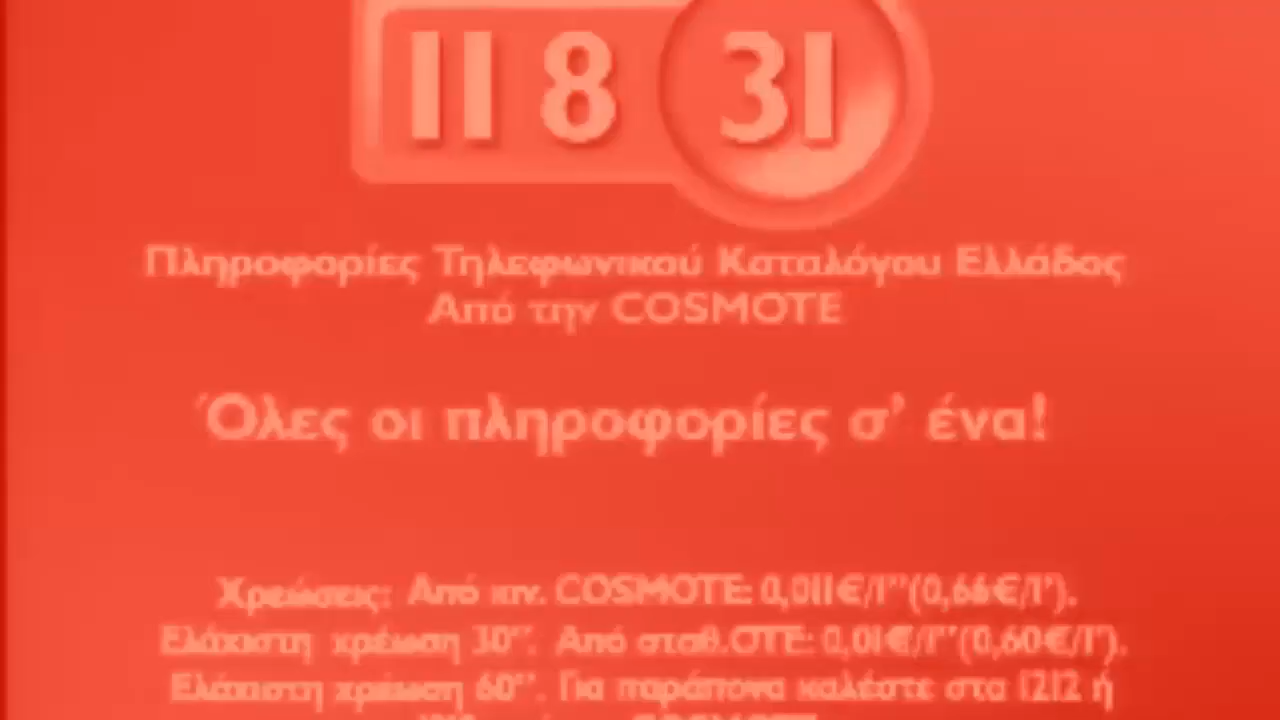 11 8 31
Πληροφορίες Τηλεφωνικού Καταλόγου Ελλάδος
Από την COSMOTE
Όλες οι πληροφορίες σ' ένα!
Χρεώσεις: Από κιν. COSMOTE: 0,011€/1''(0,66€/1').
Ελάχιστη χρέωση 30''. Από σταθ.ΟΤΕ: 0,01€/1''(0,60€/1').
Ελάχιστη χρέωση 60''. Για παράπονα καλέστε στα 1212 ή
COSMOTE